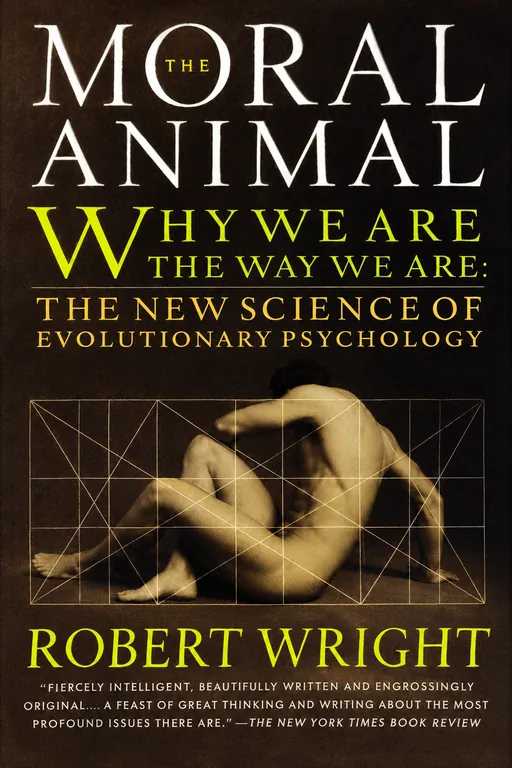 THE
MORAL
ANIMAL
WHY WE ARE
THE WAY WE ARE:
THE NEW SCIENCE OF
EVOLUTIONARY PSYCHOLOGY
ROBERT WRIGHT
“FIERCELY INTELLIGENT, BEAUTIFULLY WRITTEN AND ENGROSSINGLY
ORIGINAL.... A FEAST OF GREAT THINKING AND WRITING ABOUT THE MOST
PROFOUND ISSUES THERE ARE.” —THE NEW YORK TIMES BOOK REVIEW